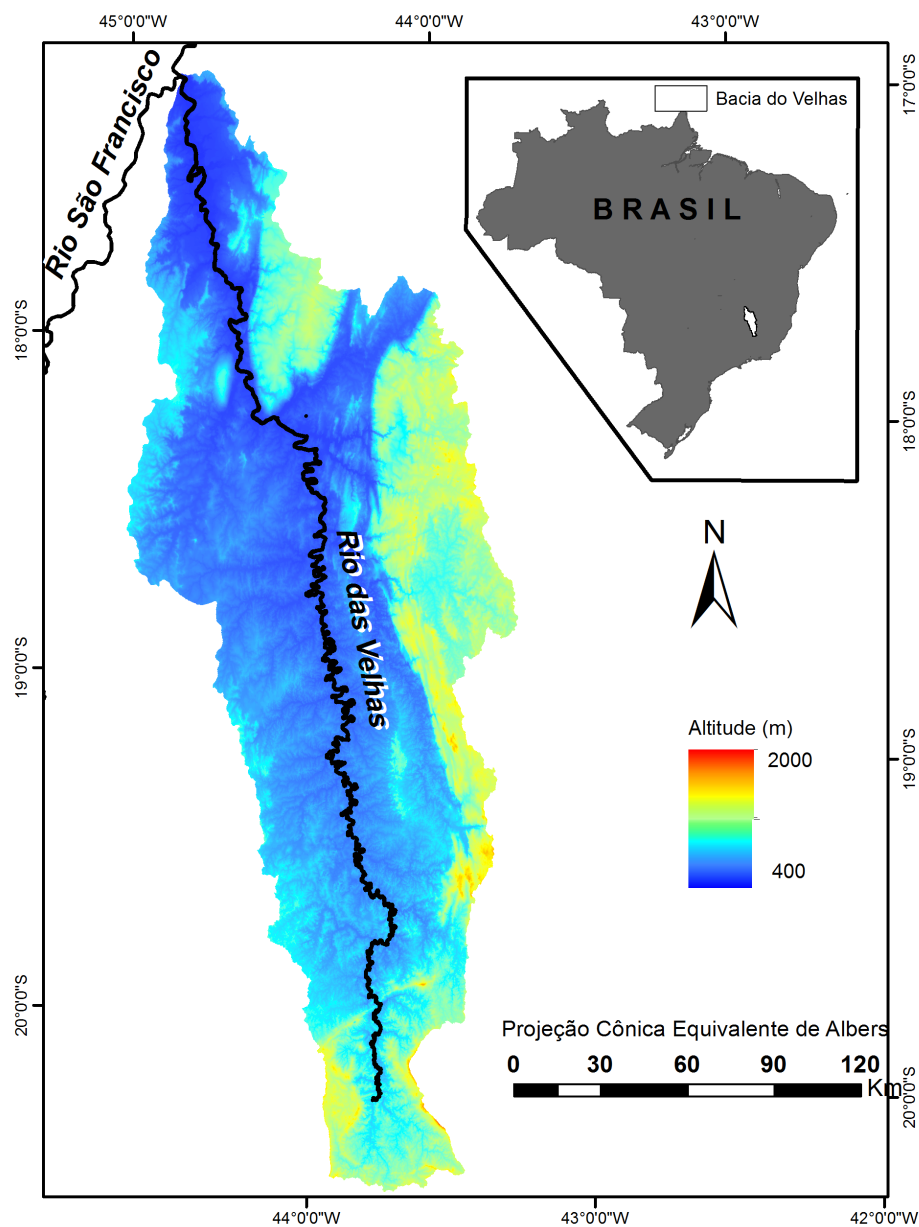 45°0'0"W
44°0'0"W
43°0'0"W
17°0'0"S
Rio São Francisco
Bacia do Velhas
BRASIL
18°0'0"S
18°0'0"S
N
Rio das Velhas
19°0'0"S
Altitude (m)
2000
400
19°0'0"S
20°0'0"S
Projeção Cônica Equivalente de Albers
0 30 60 90 120
Km
20°0'0"S
44°0'0"W
43°0'0"W
42°0'0"W